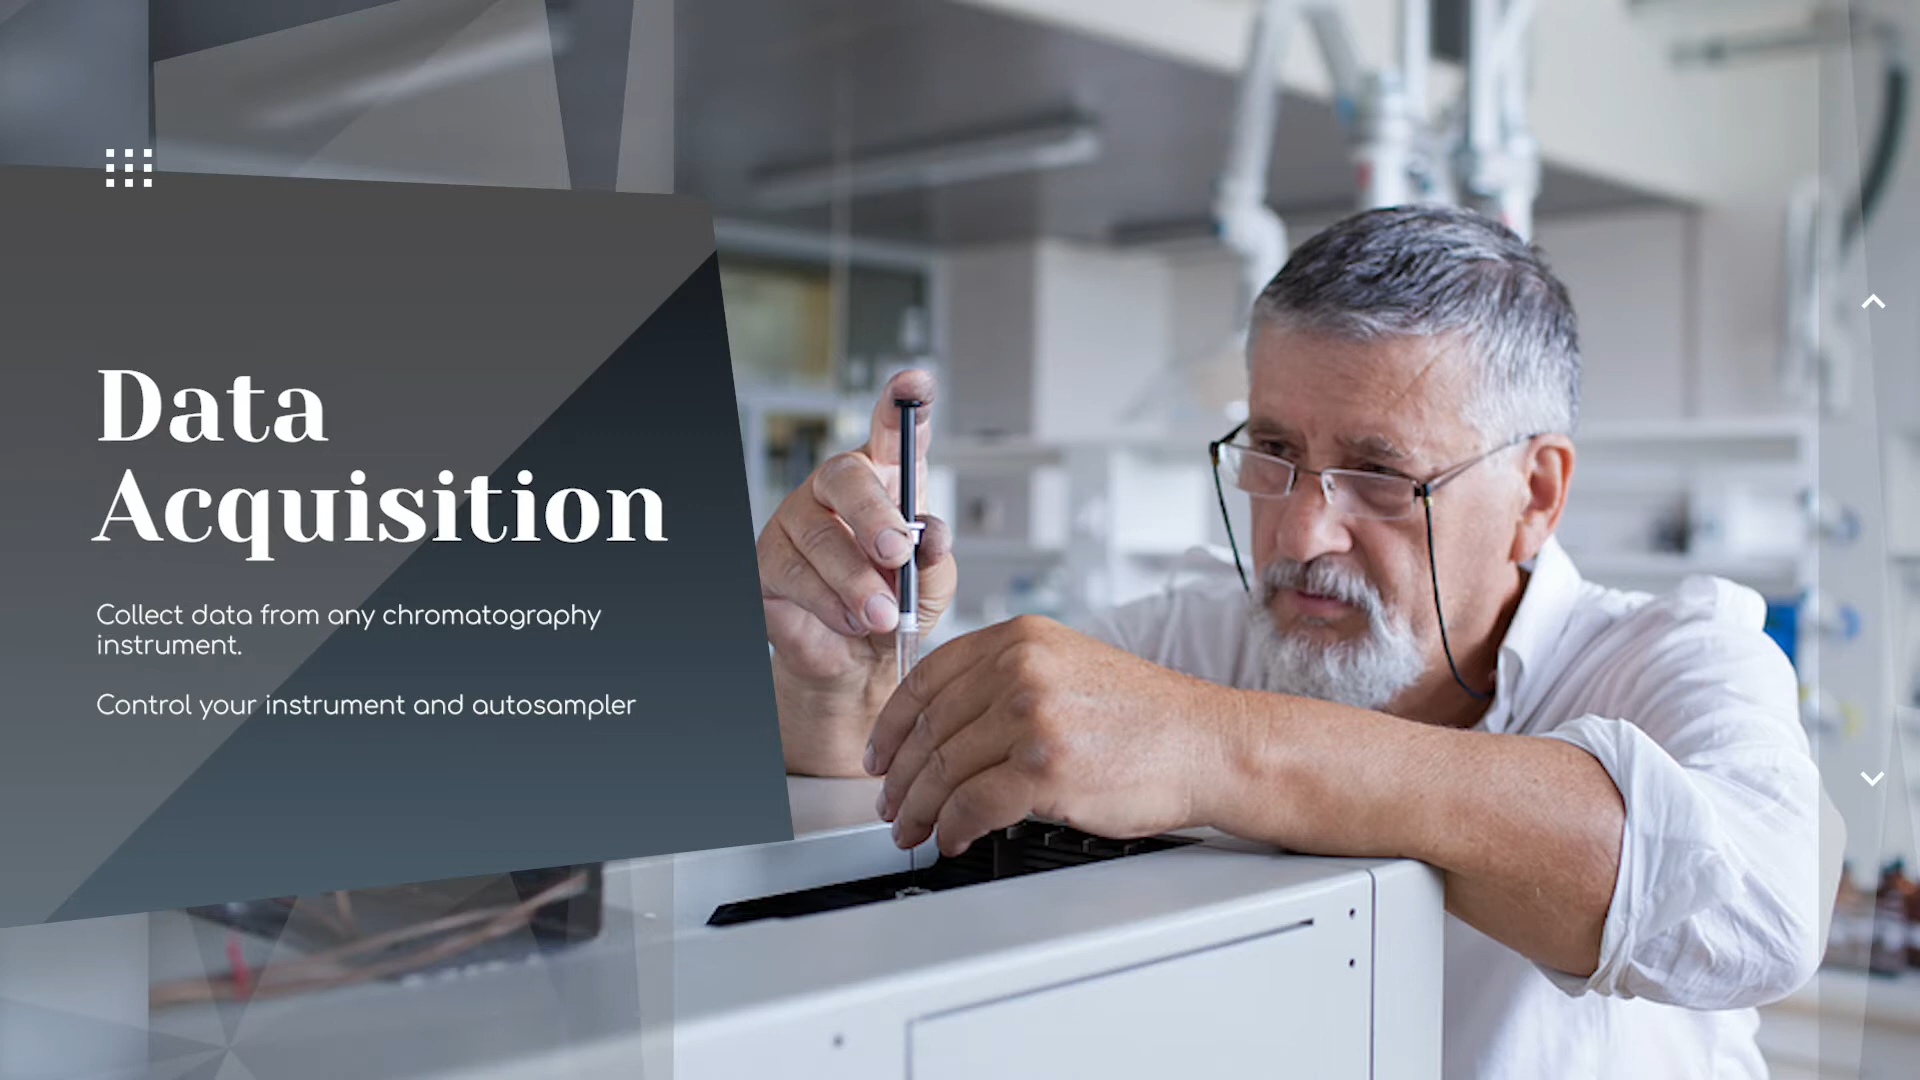 Data
Acquisition
Collect data from any chromatography
instrument.
Control your instrument and autosampler